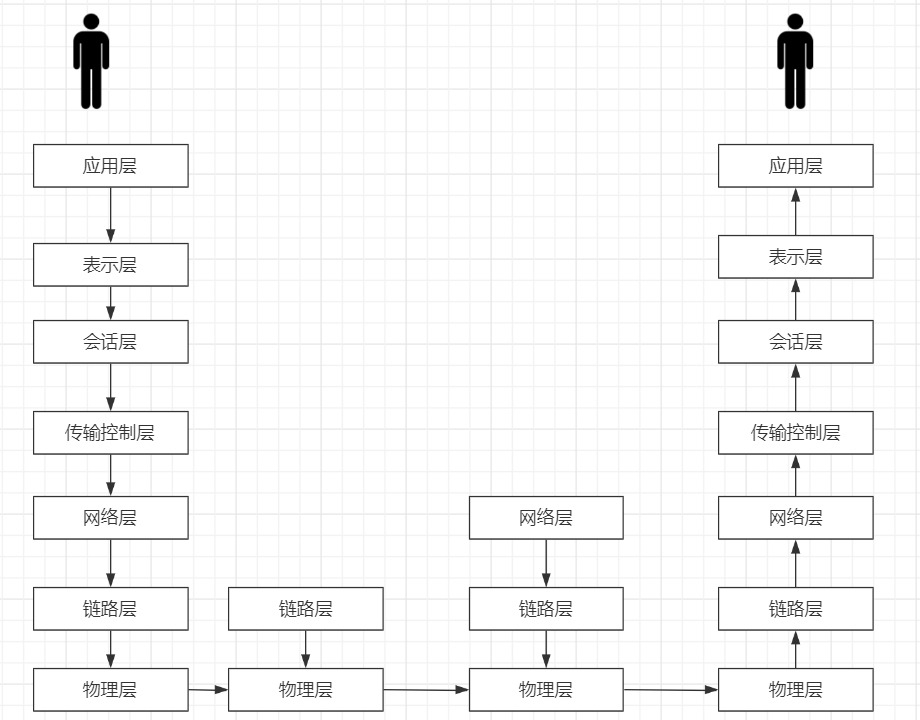 应用层
表示层
会话层
传输控制层
网络层
链路层
物理层
链路层
物理层
网络层
链路层
物理层
应用层
表示层
会话层
传输控制层
网络层
链路层
物理层